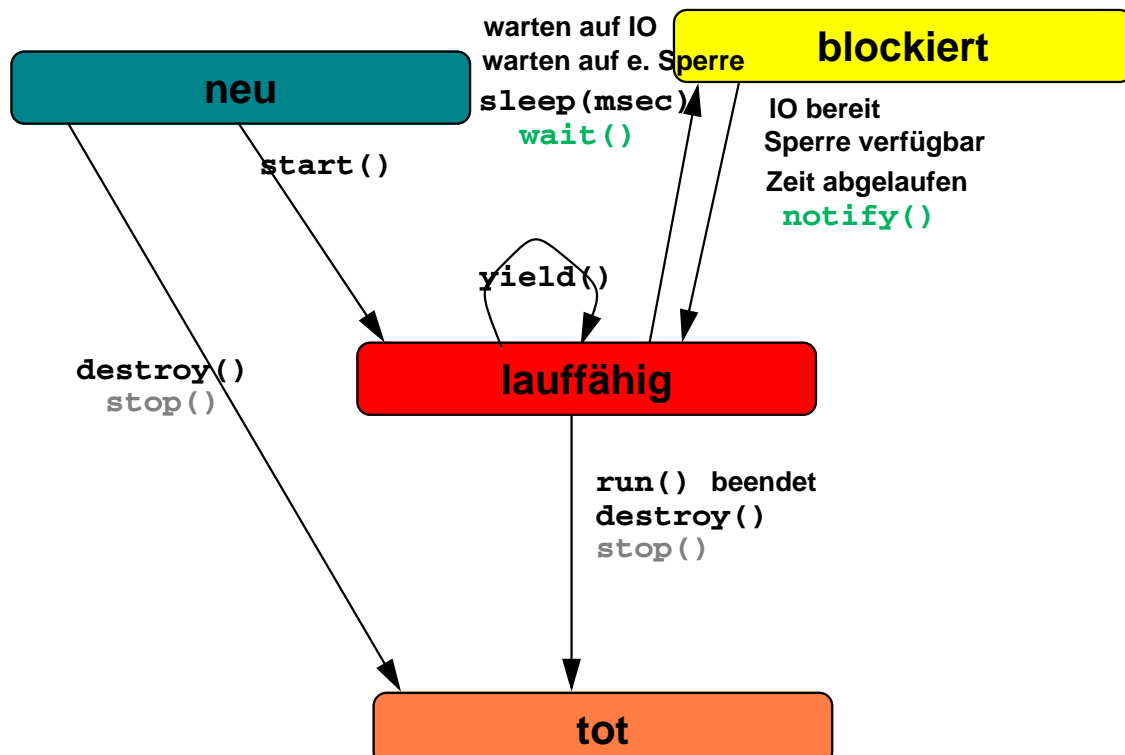 warten auf IO
blockiert
warten auf e. Sperre
neu
sleep(msec)
wait()
IO bereit
Sperre verfügbar
Zeit abgelaufen
notify()
start()
yield()
lauffähig
destroy()
stop()
run() beendet
destroy()
stop()
tot